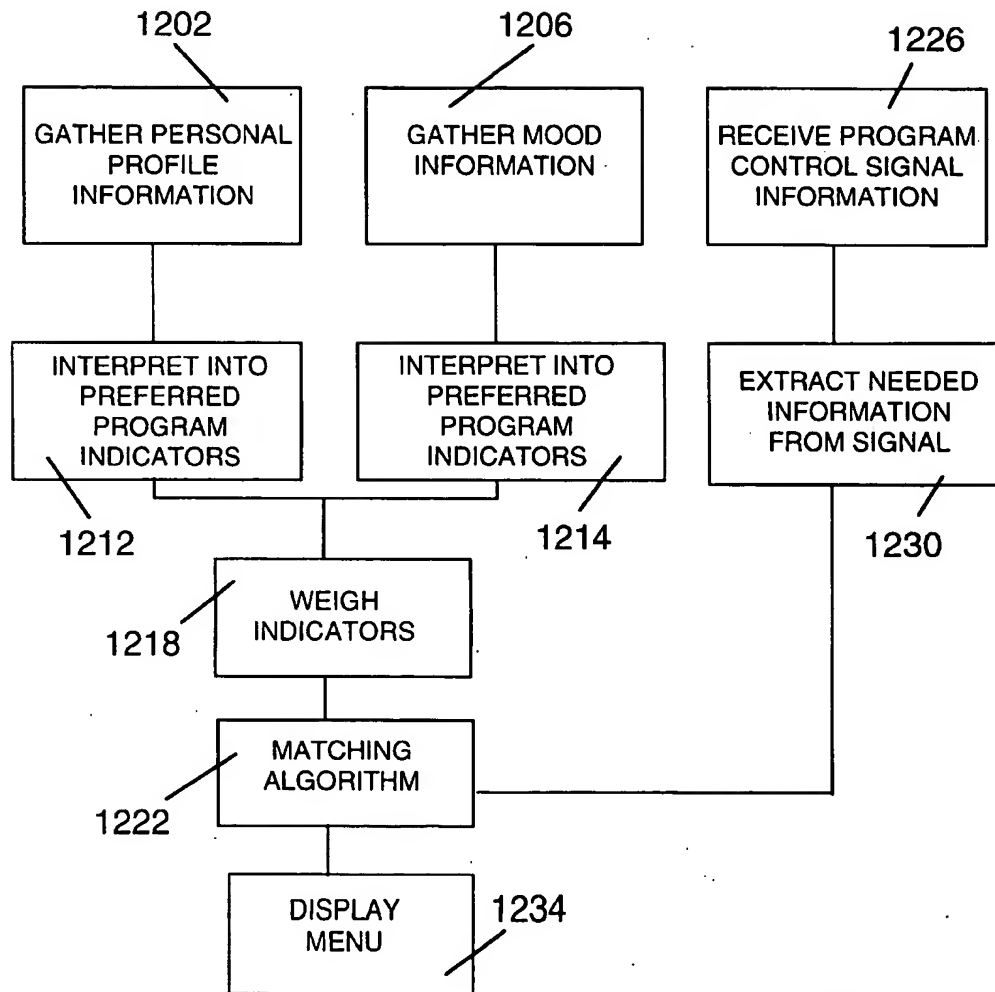 1202
1206
1226
GATHER PERSONAL
PROFILE
INFORMATION
GATHER MOOD
INFORMATION
RECEIVE PROGRAM
CONTROL SIGNAL
INFORMATION
INTERPRET INTO
PREFERRED
PROGRAM
INDICATORS
INTERPRET INTO
PREFERRED
PROGRAM
INDICATORS
EXTRACT NEEDED
INFORMATION
FROM SIGNAL
1212
1214
1230
WEIGH
INDICATORS
1218
MATCHING
ALGORITHM
1222
DISPLAY
MENU
1234